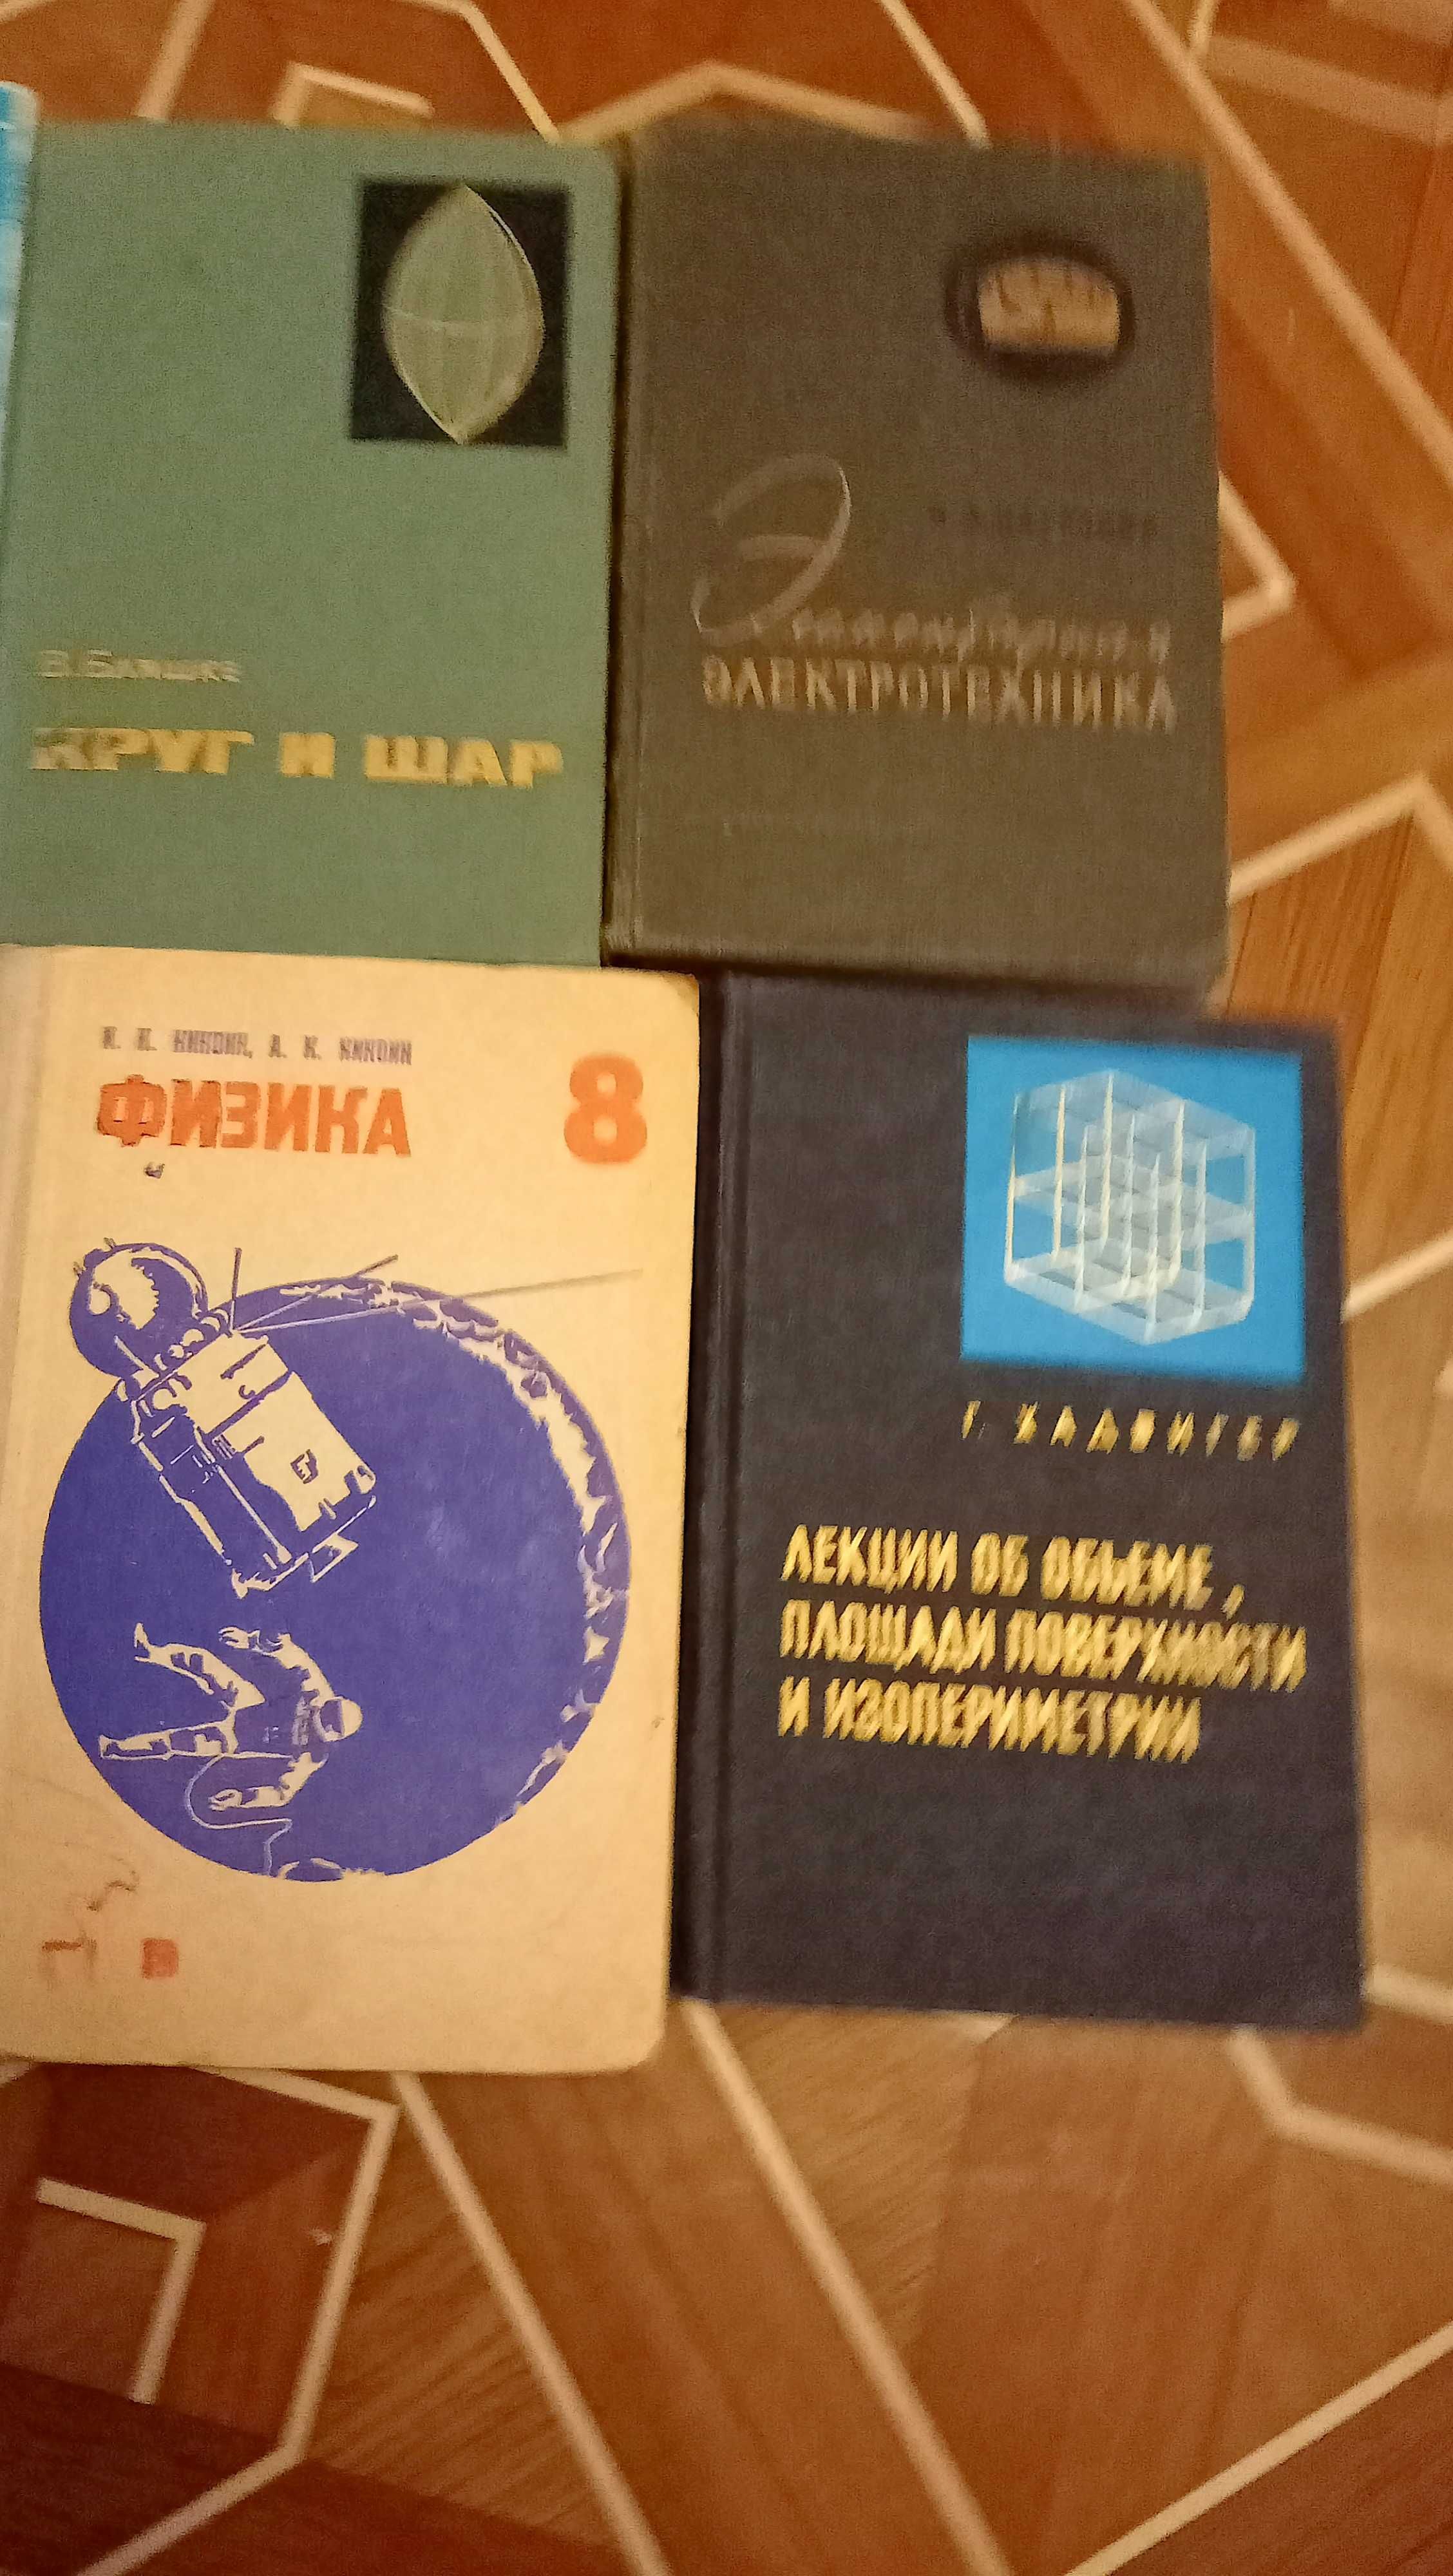 В. Бляшке
КРУГ И ШАР
ЭЛЕКТРОТЕХНИКА
И. К. КИКОИН, А. К. КИКОИН
ФИЗИКА
8
Г. ХАДВИГЕР
ЛЕКЦИИ ОБ ОБЪЕМЕ,
ПЛОЩАДИ ПОВЕРХНОСТИ
И ИЗОПЕРИМЕТРИИ